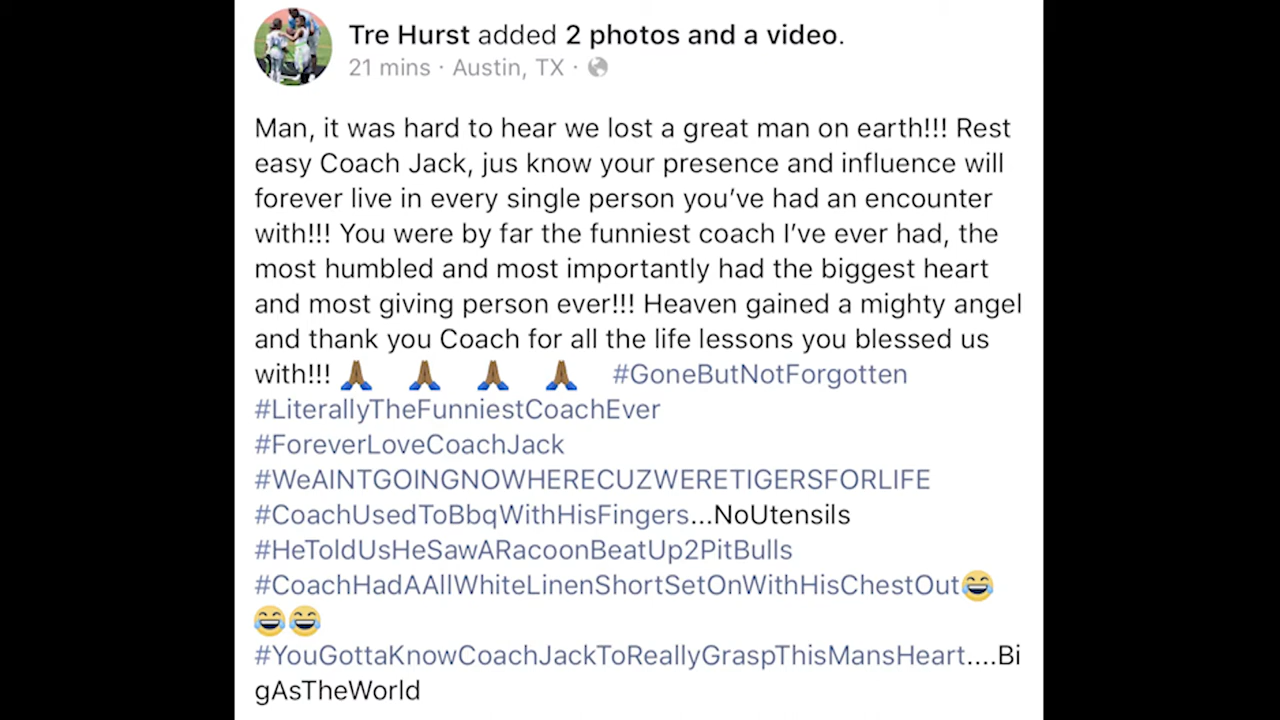 Tre Hurst added 2 photos and a video.
21 mins · Austin, TX ·
Man, it was hard to hear we lost a great man on earth!!! Rest
easy Coach Jack, jus know your presence and influence will
forever live in every single person you’ve had an encounter
with!!! You were by far the funniest coach I’ve ever had, the
most humbled and most importantly had the biggest heart
and most giving person ever!!! Heaven gained a mighty angel
and thank you Coach for all the life lessons you blessed us
with!!! 🙏🏾 🙏🏾 🙏🏾 🙏🏾 #GoneButNotForgotten
#LiterallyTheFunniestCoachEver
#ForeverLoveCoachJack
#WeAINTGOINGNOWHERECUZWERETIGERSFORLIFE
#CoachUsedToBbqWithHisFingers...NoUtensils
#HeToldUsHeSawARacoonBeatUp2PitBulls
#CoachHadAAllWhiteLinenShortSetOnWithHisChestOut😂
😂😂
#YouGottaKnowCoachJackToReallyGraspThisMansHeart....Bi
gAsTheWorld